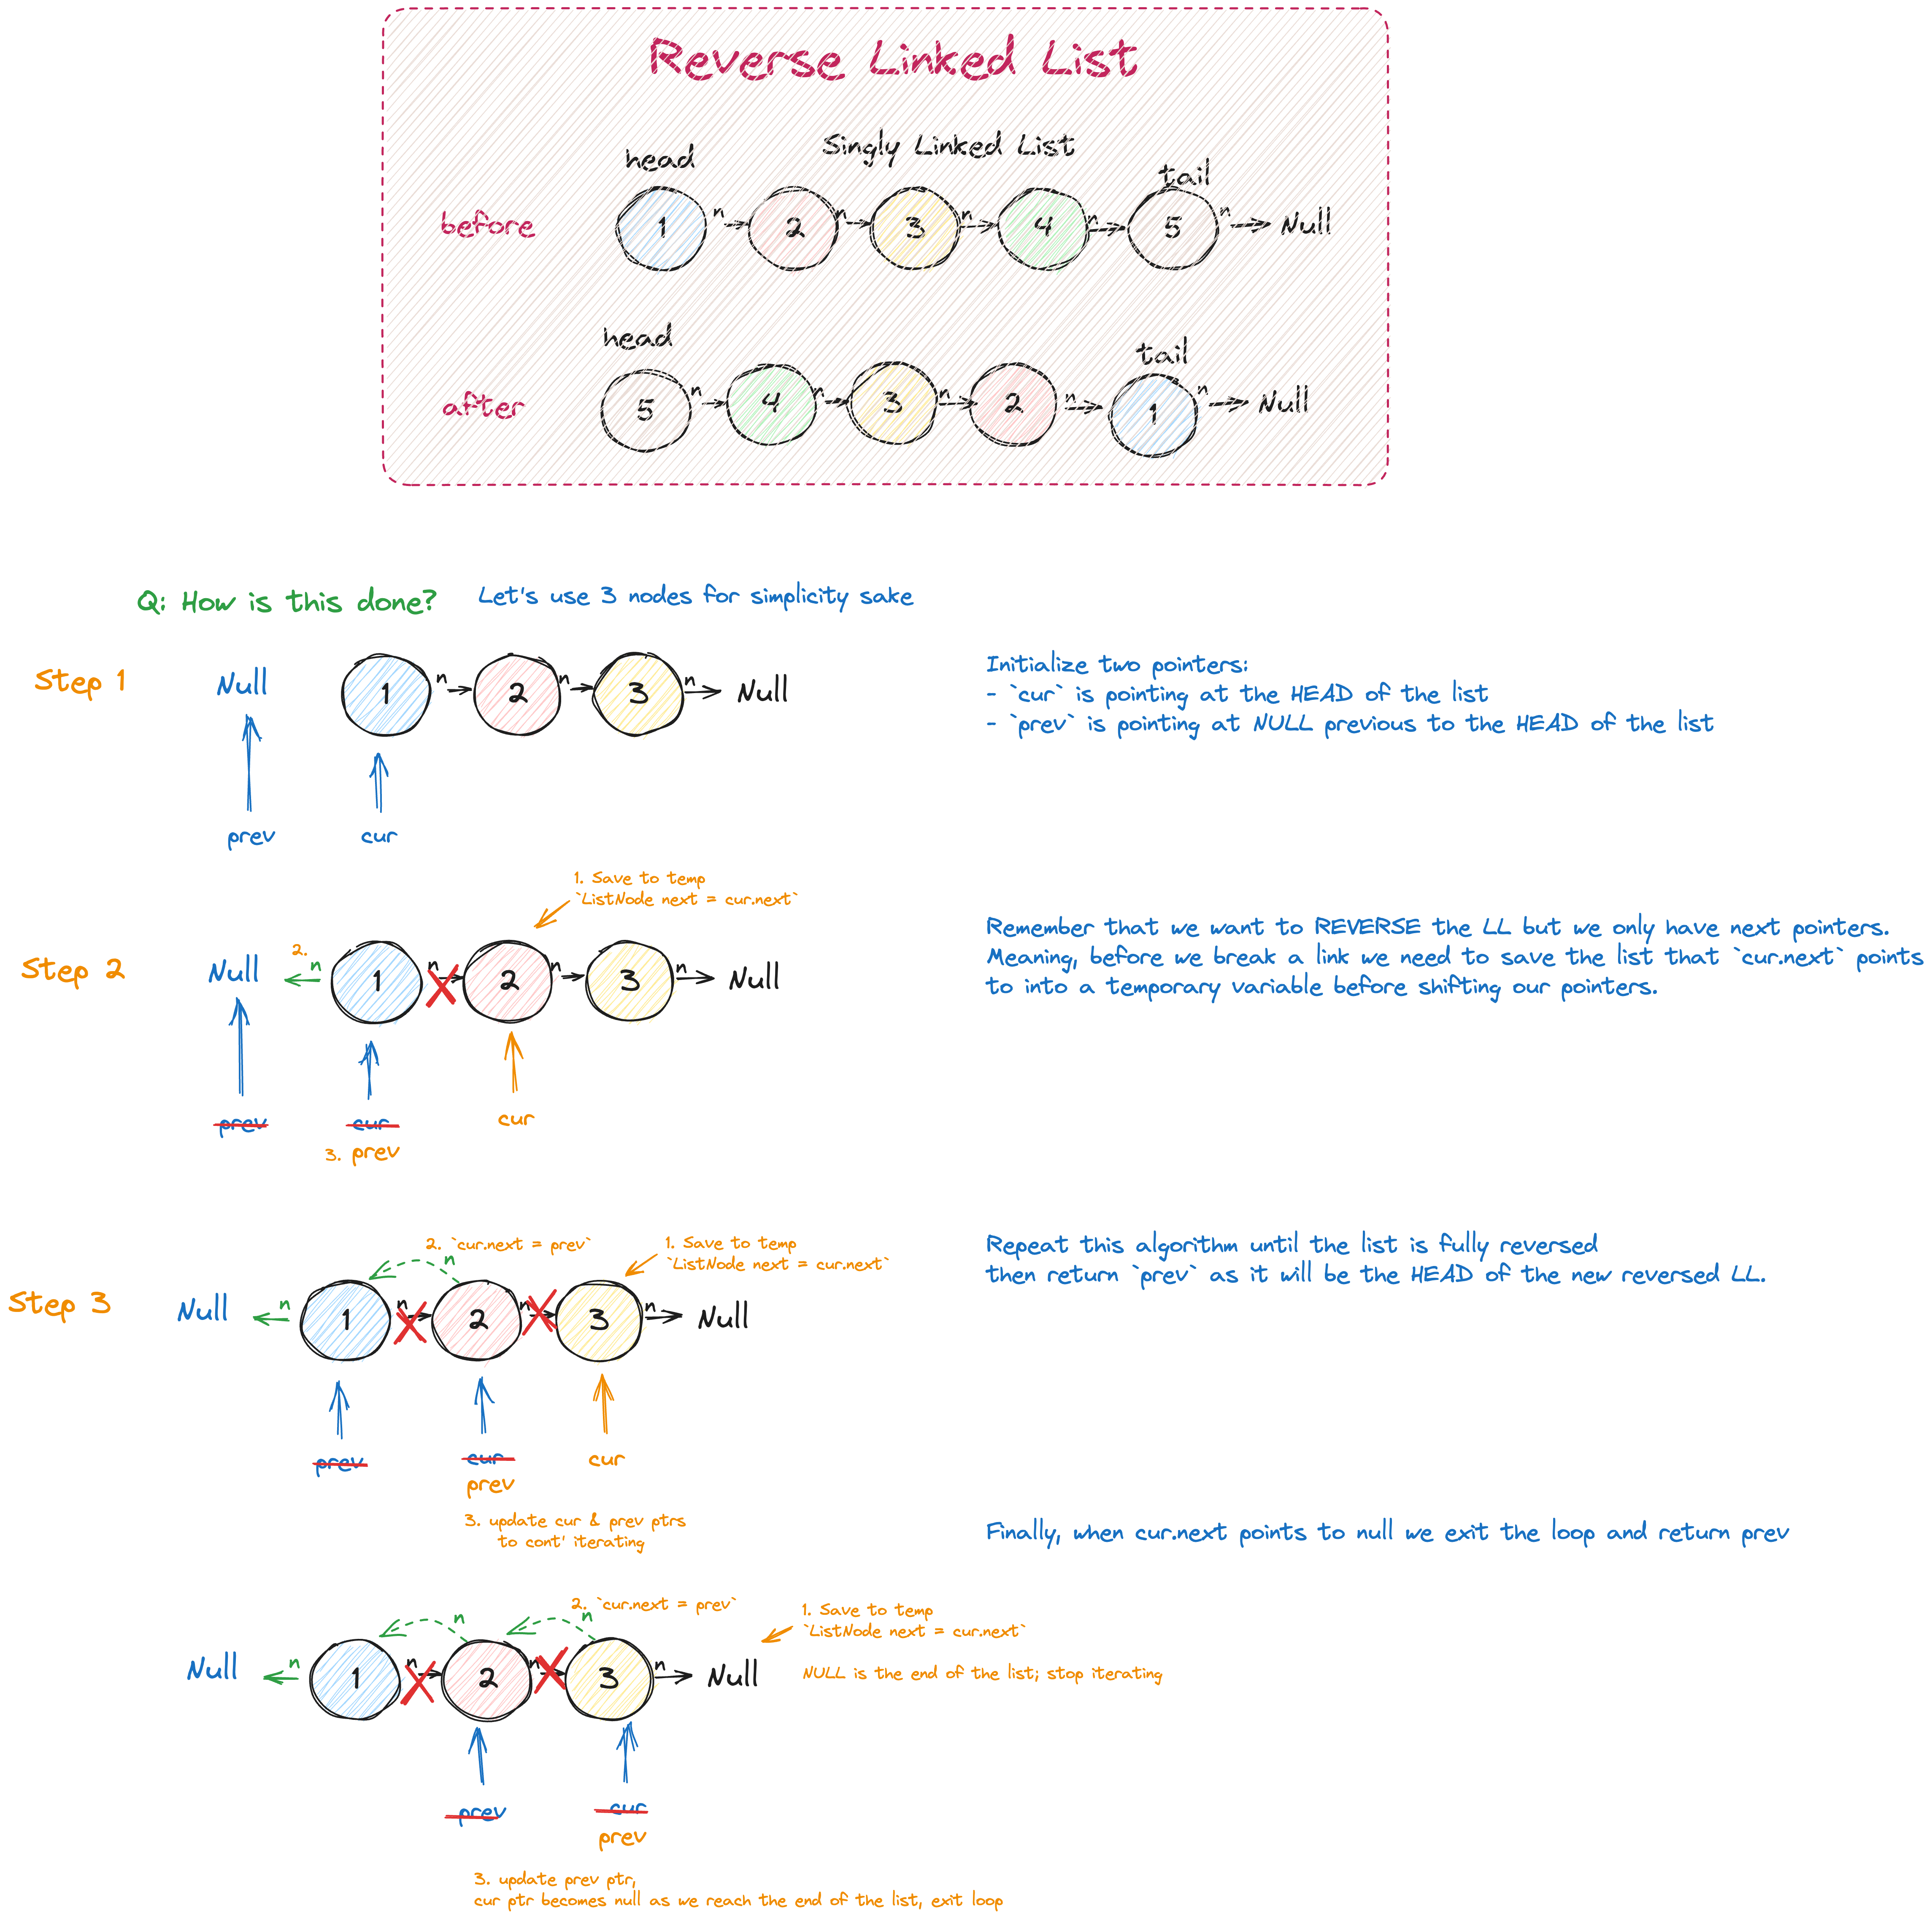 Reverse Linked List
Singly Linked List
head
tail
before
1 n 2 n 3 n 4 n 5 n Null
head
tail
after
5 n 4 n 3 n 2 n 1 n Null
Q: How is this done?
Let's use 3 nodes for simplicity sake
Step 1
Null 1 n 2 n 3 n Null
prev
cur
Initialize two pointers:
- `cur` is pointing at the HEAD of the list
- `prev` is pointing at NULL previous to the HEAD of the list
1. Save to temp
`ListNode next = cur.next`
Step 2
2.
Null n 1 n 2 n 3 n Null
prev
cur
cur
3. prev
Remember that we want to REVERSE the LL but we only have next pointers.
Meaning, before we break a link we need to save the list that `cur.next` points
to into a temporary variable before shifting our pointers.
2. `cur.next = prev`
n
1. Save to temp
`ListNode next = cur.next`
Step 3
Null n 1 n 2 n 3 n Null
prev
cur
cur
prev
3. update cur & prev ptrs
to cont' iterating
Repeat this algorithm until the list is fully reversed
then return `prev` as it will be the HEAD of the new reversed LL.
Finally, when cur.next points to null we exit the loop and return prev
2. `cur.next = prev`
n
n
1. Save to temp
`ListNode next = cur.next`
NULL is the end of the list; stop iterating
Null n 1 n 2 n 3 n Null
prev
cur
prev
3. update prev ptr,
cur ptr becomes null as we reach the end of the list, exit loop